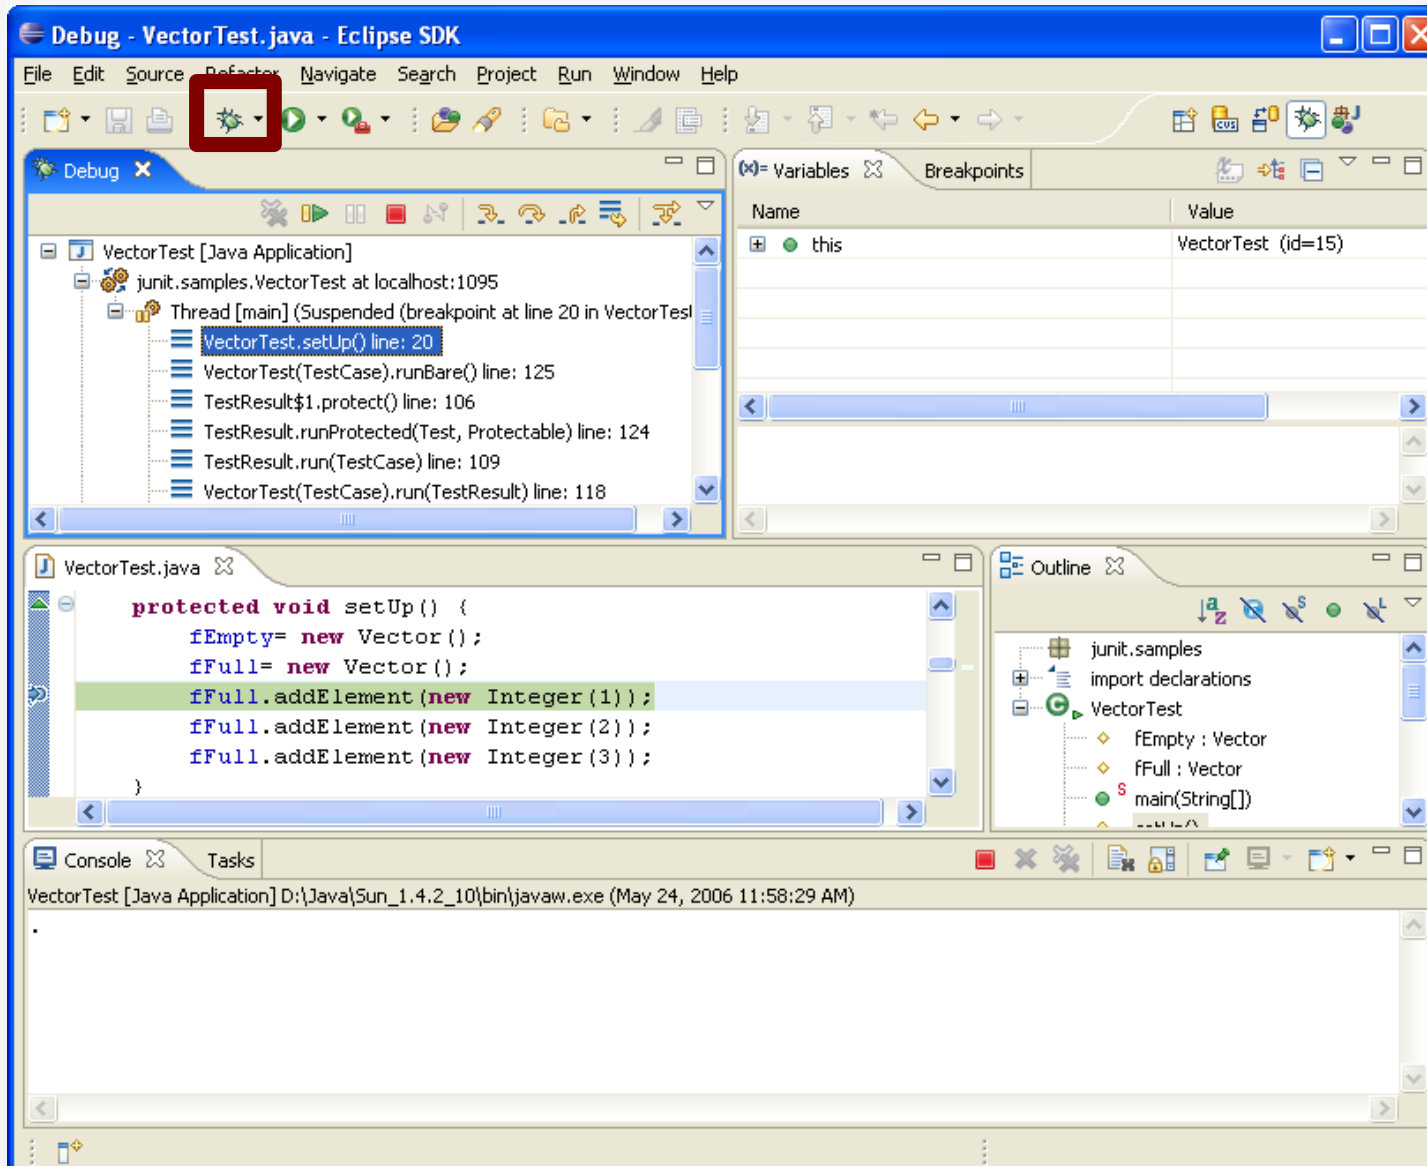 Debug - VectorTest.java - Eclipse SDK
File Edit Source Refactor Navigate Search Project Run Window Help
Debug
VectorTest [Java Application]
junit.samples.VectorTest at localhost:1095
Thread [main] (Suspended (breakpoint at line 20 in VectorTest
VectorTest.setUp() line: 20
VectorTest(TestCase).runBare() line: 125
TestResult$1.protect() line: 106
TestResult.runProtected(Test, Protectable) line: 124
TestResult.run(TestCase) line: 109
VectorTest(TestCase).run(TestResult) line: 118
(x)= Variables Breakpoints
Name Value
this VectorTest (id=15)
VectorTest.java
protected void setUp() {
fEmpty= new Vector();
fFull= new Vector();
fFull.addElement(new Integer(1));
fFull.addElement(new Integer(2));
fFull.addElement(new Integer(3));
}
Outline
junit.samples
import declarations
VectorTest
fEmpty : Vector
fFull : Vector
main(String[])
setUp()
Console Tasks
VectorTest [Java Application] D:\Java\Sun_1.4.2_10\bin\javaw.exe (May 24, 2006 11:58:29 AM)
.